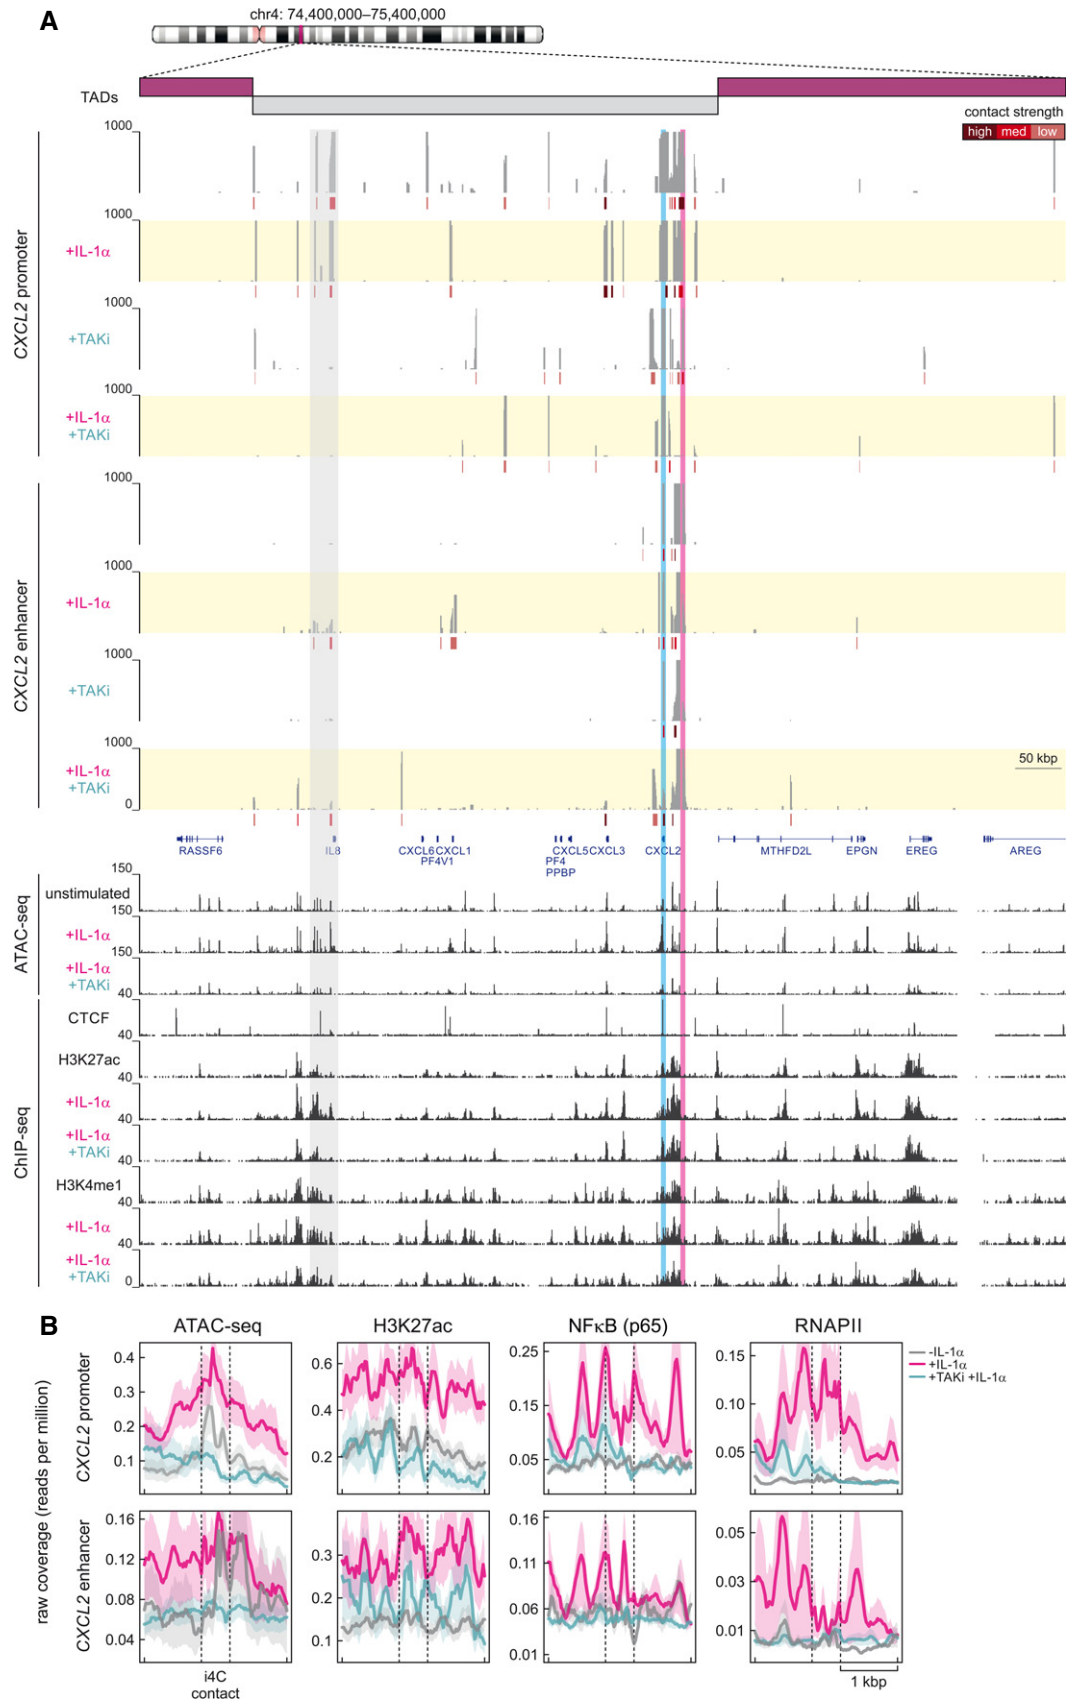 A
chr4: 74,400,000–75,400,000
TADs
contact strength
high med low
CXCL2 promoter
1000
1000
+IL-1α
1000
+TAKi
1000
+IL-1α
+TAKi
CXCL2 enhancer
1000
1000
+IL-1α
1000
+TAKi
1000
+IL-1α
+TAKi
50 kbp
0
RASSF6 IL8 CXCL6 CXCL1 CXCL5 CXCL3 CXCL2 MTHFD2L EPGN EREG AREG
PF4V1 PF4
PPBP
ATAC-seq
150
unstimulated
150
+IL-1α
150
+IL-1α
+TAKi
ChIP-seq
40
CTCF
40
H3K27ac
40
+IL-1α
40
+IL-1α
+TAKi
40
H3K4me1
40
+IL-1α
40
+IL-1α
+TAKi
0
B
ATAC-seq H3K27ac NFκB (p65) RNAPII
raw coverage (reads per million)
CXCL2 promoter
0.4
0.3
0.2
0.1
0.6
0.4
0.2
0.25
0.15
0.05
0.15
0.10
0.05
-IL-1α
+IL-1α
+TAKi +IL-1α
CXCL2 enhancer
0.16
0.12
0.08
0.04
0.3
0.2
0.1
0.16
0.11
0.06
0.01
0.05
0.03
0.01
i4C
contact
1 kbp